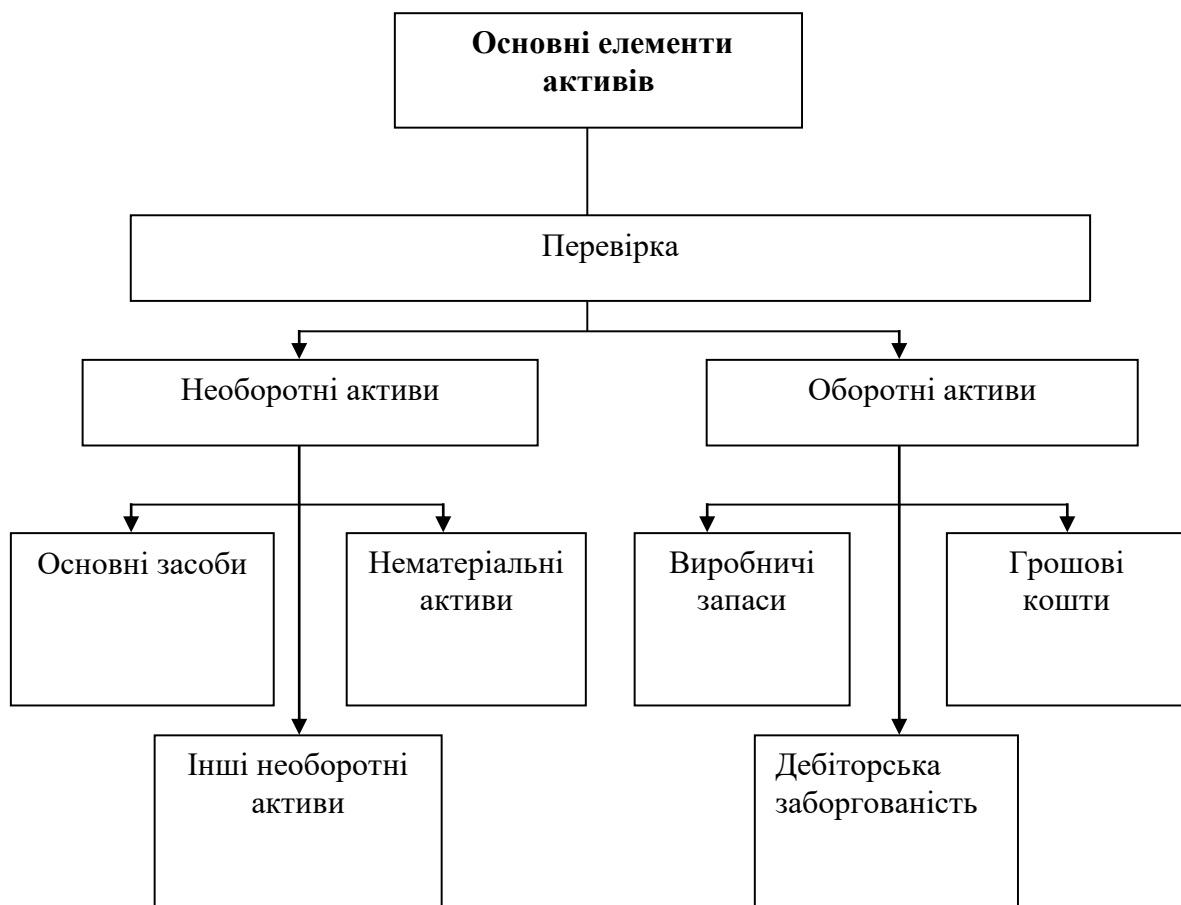 Основні елементи
активів
Перевірка
Необоротні активи
Оборотні активи
Основні засоби
Нематеріальні
активи
Виробничі
запаси
Грошові
кошти
Інші необоротні
активи
Дебіторська
заборгованість